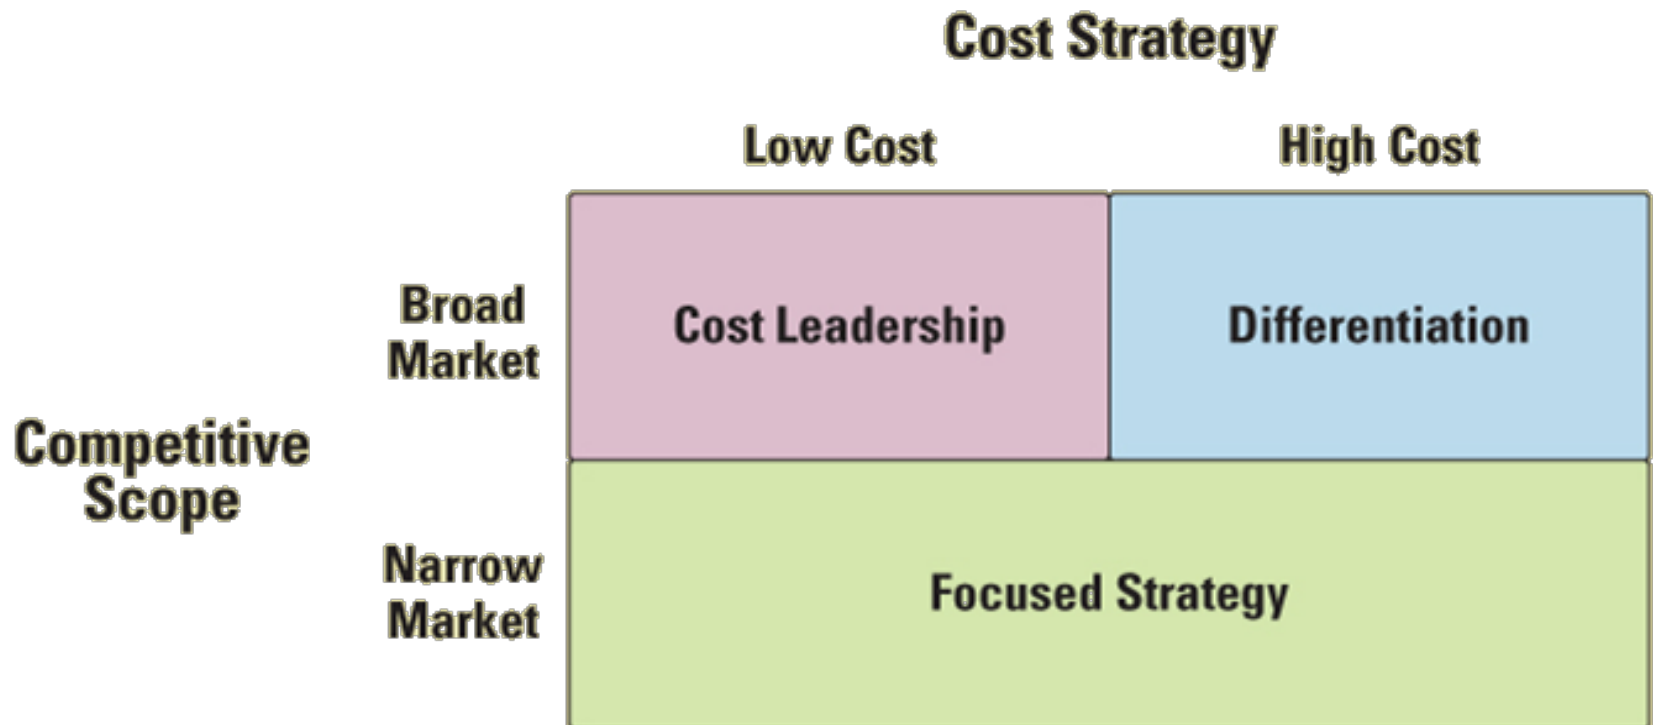 Cost Strategy
Low Cost
High Cost
Broad
Market
Cost Leadership
Differentiation
Competitive
Scope
Narrow
Market
Focused Strategy